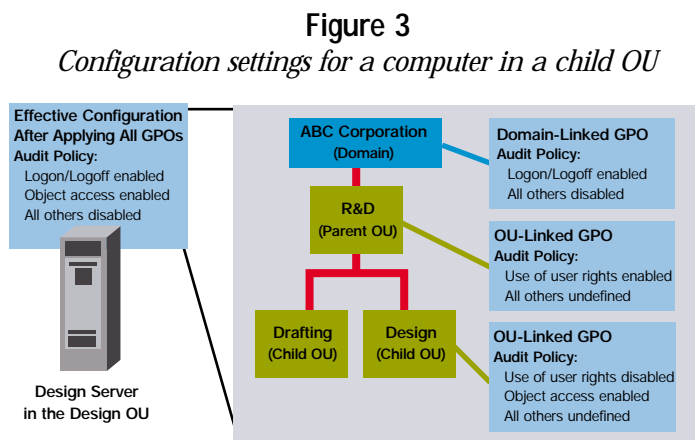 Figure 3
Configuration settings for a computer in a child OU
Effective Configuration
After Applying All GPOs
Audit Policy:
Logon/Logoff enabled
Object access enabled
All others disabled
Design Server
in the Design OU
ABC Corporation
(Domain)
R&D
(Parent OU)
Drafting
(Child OU)
Design
(Child OU)
Domain-Linked GPO
Audit Policy:
Logon/Logoff enabled
All others disabled
OU-Linked GPO
Audit Policy:
Use of user rights enabled
All others undefined
OU-Linked GPO
Audit Policy:
Use of user rights disabled
Object access enabled
All others undefined